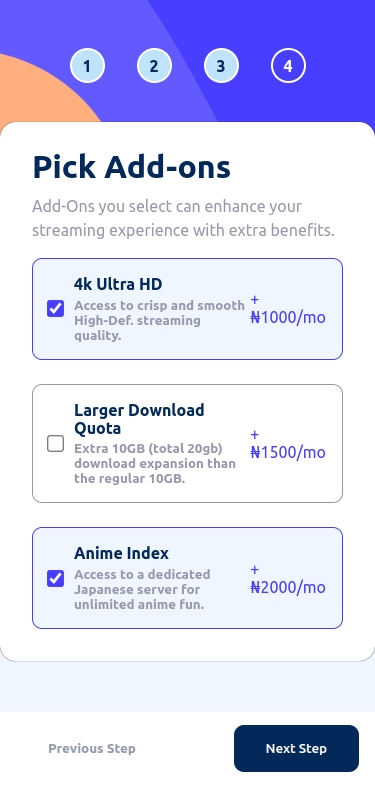 1 2 3 4
Pick Add-ons
Add-Ons you select can enhance your
streaming experience with extra benefits.
4k Ultra HD
Access to crisp and smooth
High-Def. streaming
quality.
+
₦1000/mo
Larger Download
Quota
Extra 10GB (total 20gb)
download expansion than
the regular 10GB.
+
₦1500/mo
Anime Index
Access to a dedicated
Japanese server for
unlimited anime fun.
+
₦2000/mo
Previous Step
Next Step